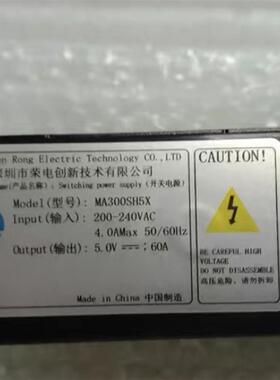 en Rong Electric Technology CO.,LTD
圳市荣电创新技术有限公司
(产品名称): Switching power supply (开关电源)
Model(型号): MA300SH5X
Input(输入): 200-240VAC
4.0AMax 50/60Hz
Output(输出): 5.0V 60A
Made in China 中国制造
CAUTION!
BE CAREFUL HIGH
VOLTAGE
DO NOT DISASSEMBLE
高压危险，请勿拆卸